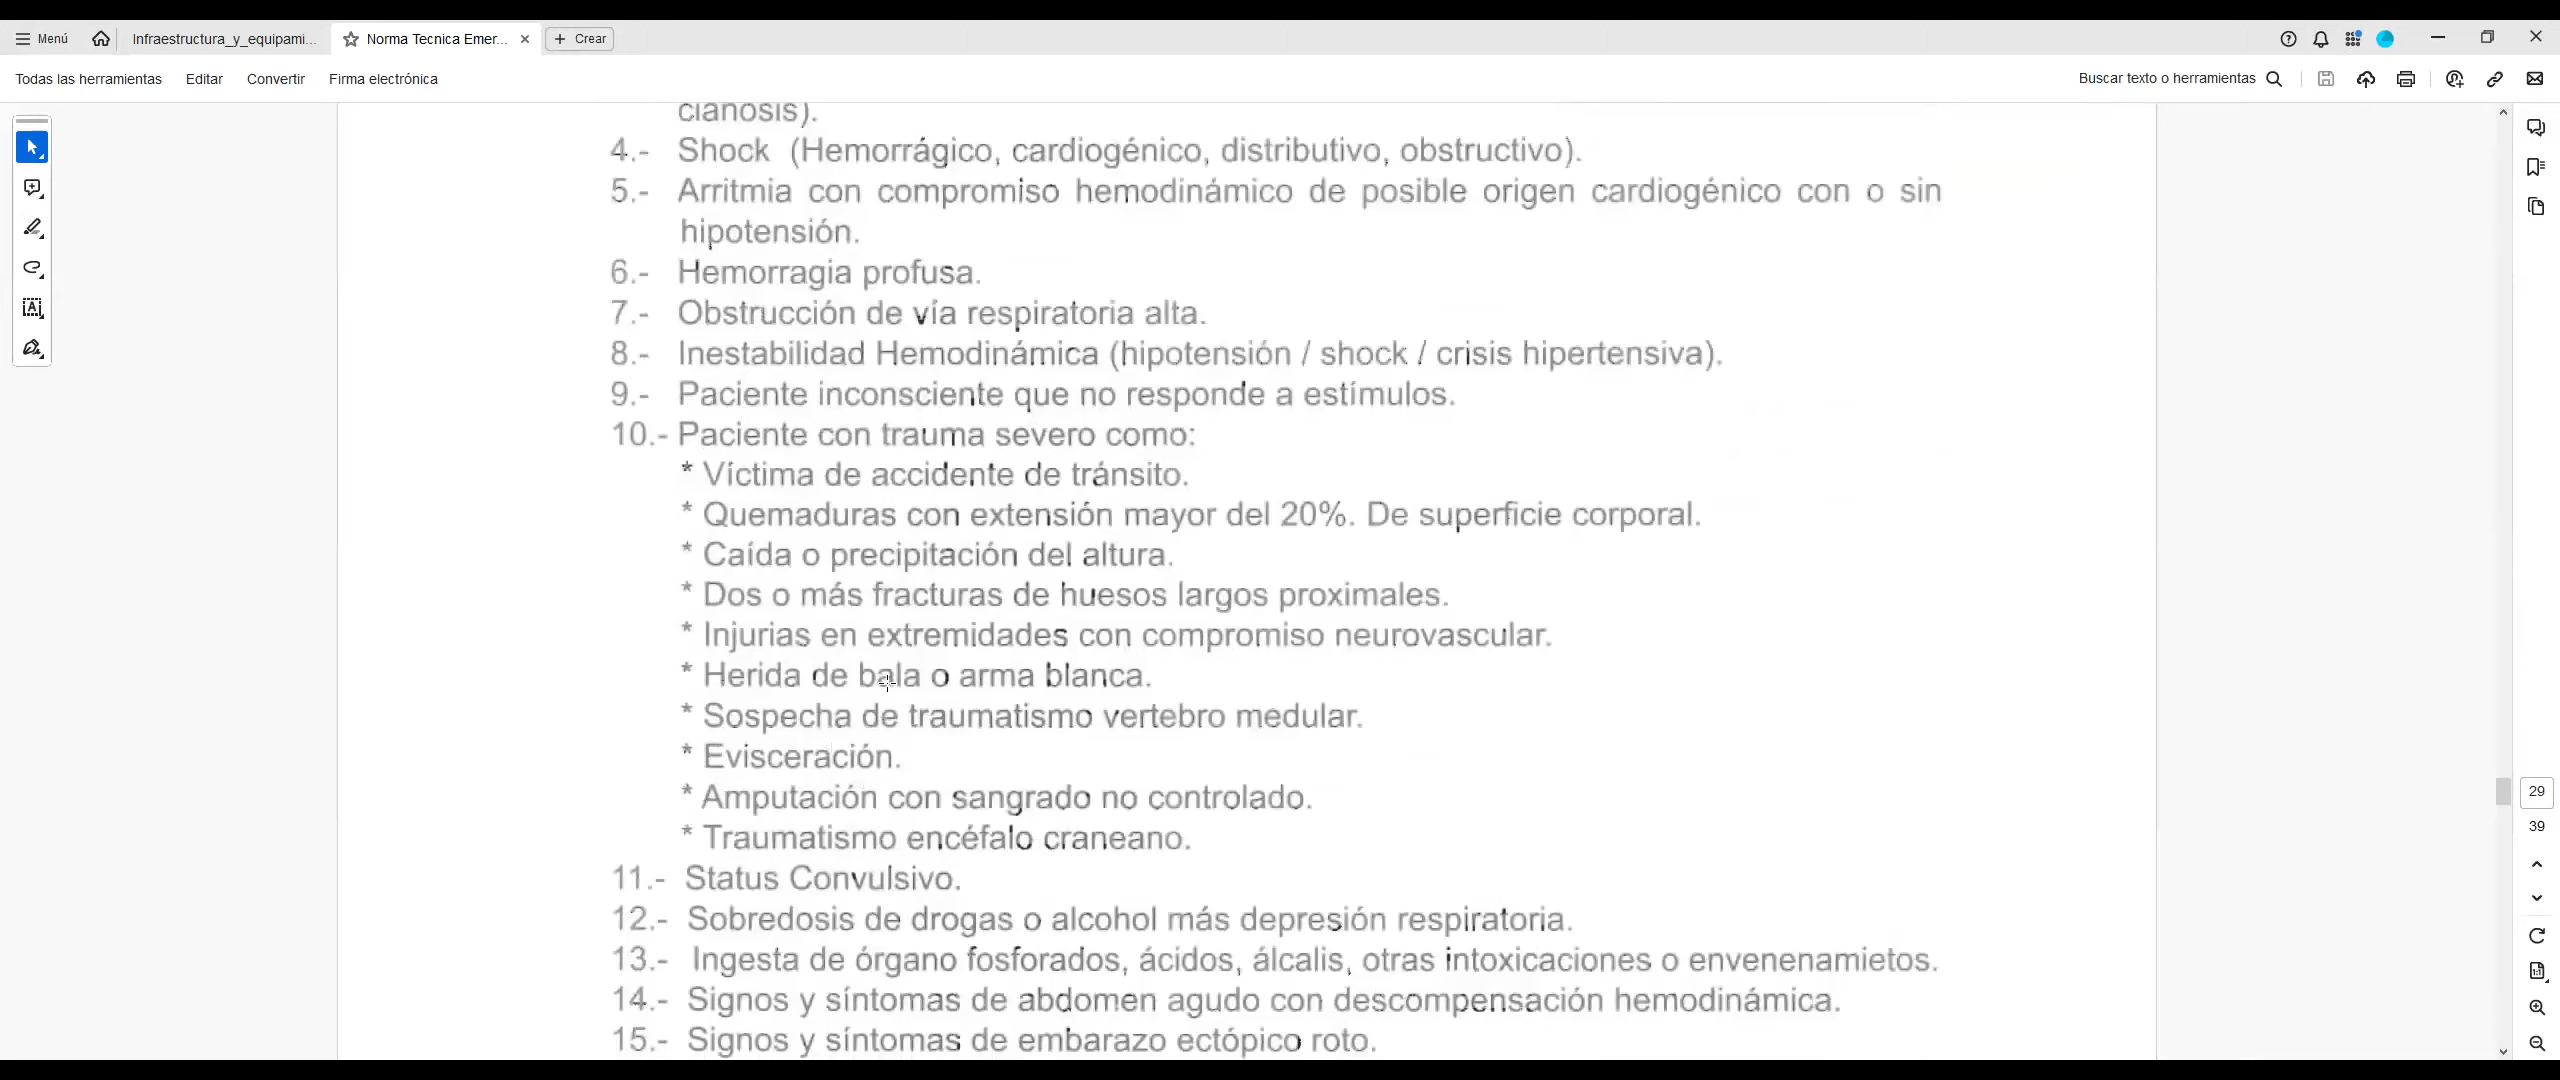 Menú
Infraestructura_y_equipami...
Norma Tecnica Emer...
Crear
Todas las herramientas
Editar
Convertir
Firma electrónica
Buscar texto o herramientas
cianosis).
4.- Shock (Hemorrágico, cardiogénico, distributivo, obstructivo).
5.- Arritmia con compromiso hemodinámico de posible origen cardiogénico con o sin
hipotensión.
6.- Hemorragia profusa.
7.- Obstrucción de vía respiratoria alta.
8.- Inestabilidad Hemodinámica (hipotensión / shock / crisis hipertensiva).
9.- Paciente inconsciente que no responde a estímulos.
10.- Paciente con trauma severo como:
* Víctima de accidente de tránsito.
* Quemaduras con extensión mayor del 20%. De superficie corporal.
* Caída o precipitación del altura.
* Dos o más fracturas de huesos largos proximales.
* Injurias en extremidades con compromiso neurovascular.
* Herida de bala o arma blanca.
* Sospecha de traumatismo vertebro medular.
* Evisceración.
* Amputación con sangrado no controlado.
* Traumatismo encéfalo craneano.
11.- Status Convulsivo.
12.- Sobredosis de drogas o alcohol más depresión respiratoria.
13.- Ingesta de órgano fosforados, ácidos, álcalis, otras intoxicaciones o envenenamietos.
14.- Signos y síntomas de abdomen agudo con descompensación hemodinámica.
15.- Signos y síntomas de embarazo ectópico roto.
29
39